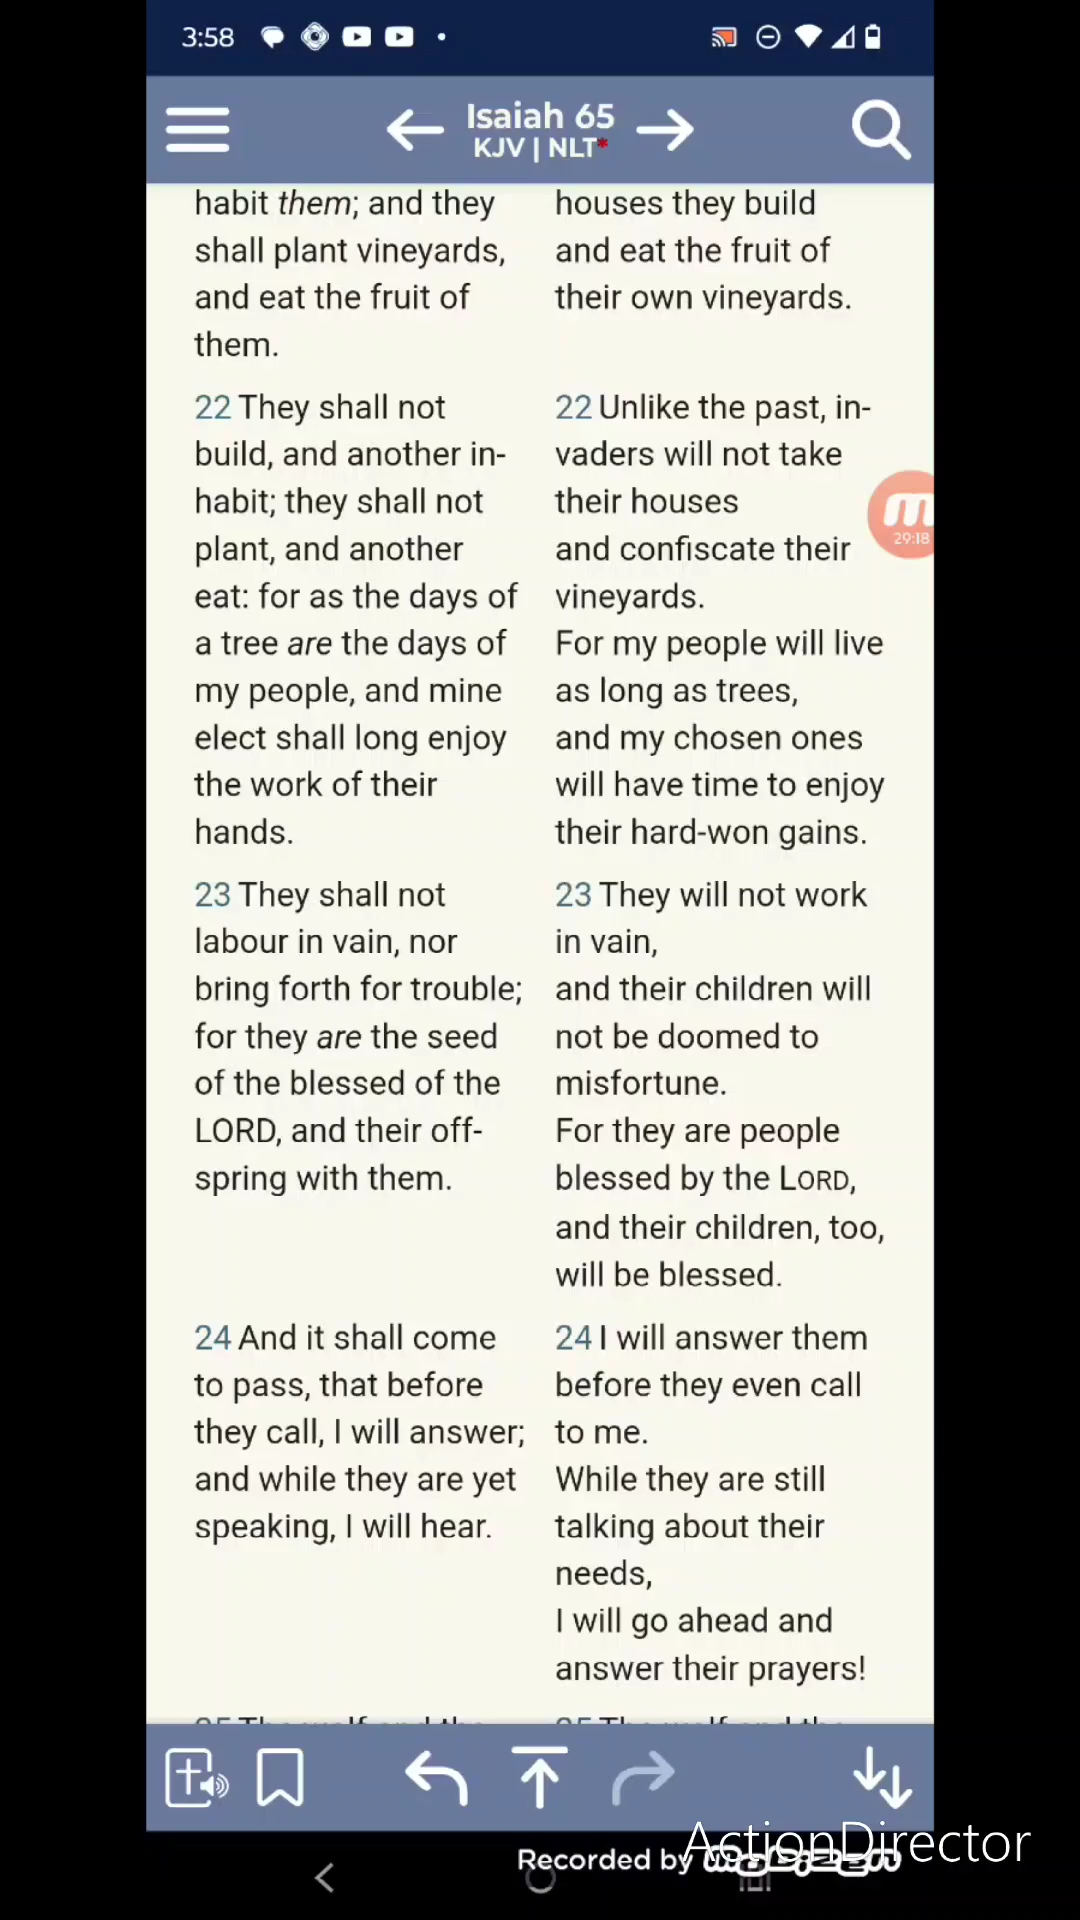 3:58
Isaiah 65
KJV | NLT*
habit them; and they
shall plant vineyards,
and eat the fruit of
them.
22 They shall not
build, and another in-
habit; they shall not
plant, and another
eat: for as the days of
a tree are the days of
my people, and mine
elect shall long enjoy
the work of their
hands.
23 They shall not
labour in vain, nor
bring forth for trouble;
for they are the seed
of the blessed of the
LORD, and their off-
spring with them.
24 And it shall come
to pass, that before
they call, I will answer;
and while they are yet
speaking, I will hear.
houses they build
and eat the fruit of
their own vineyards.
22 Unlike the past, in-
vaders will not take
their houses
and confiscate their
vineyards.
For my people will live
as long as trees,
and my chosen ones
will have time to enjoy
their hard-won gains.
23 They will not work
in vain,
and their children will
not be doomed to
misfortune.
For they are people
blessed by the LORD,
and their children, too,
will be blessed.
24 I will answer them
before they even call
to me.
While they are still
talking about their
needs,
I will go ahead and
answer their prayers!
29:18
ActionDirector
Recorded by